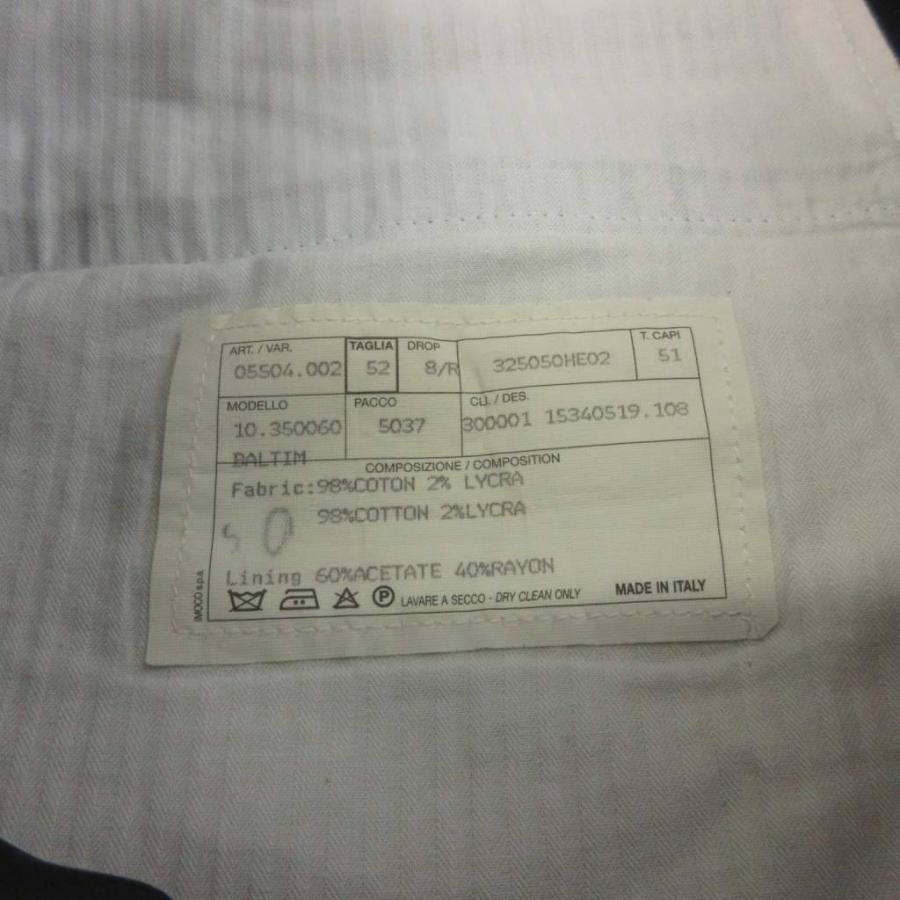 ART. / VAR. TAGLIA DROP T. CAPI
05504.002 52 8/R 325050HE02 51
MODELLO PACCO CLI. / DES.
10.350060 5037 300001 15340519.108
BALTIM
COMPOSIZIONE / COMPOSITION
Fabric:98%COTON 2% LYCRA
50 98%COTTON 2%LYCRA
Lining 60%ACETATE 40%RAYON
P LAVARE A SECCO - DRY CLEAN ONLY MADE IN ITALY
IMOCO s.p.a.